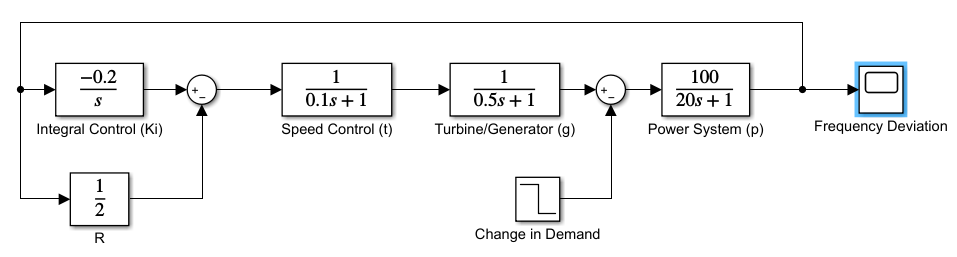 −0.2
s
Integral Control (Ki)
+
−
1
0.1s + 1
Speed Control (t)
1
0.5s + 1
Turbine/Generator (g)
+
−
100
20s + 1
Power System (p)
Frequency Deviation
1
2
R
Change in Demand